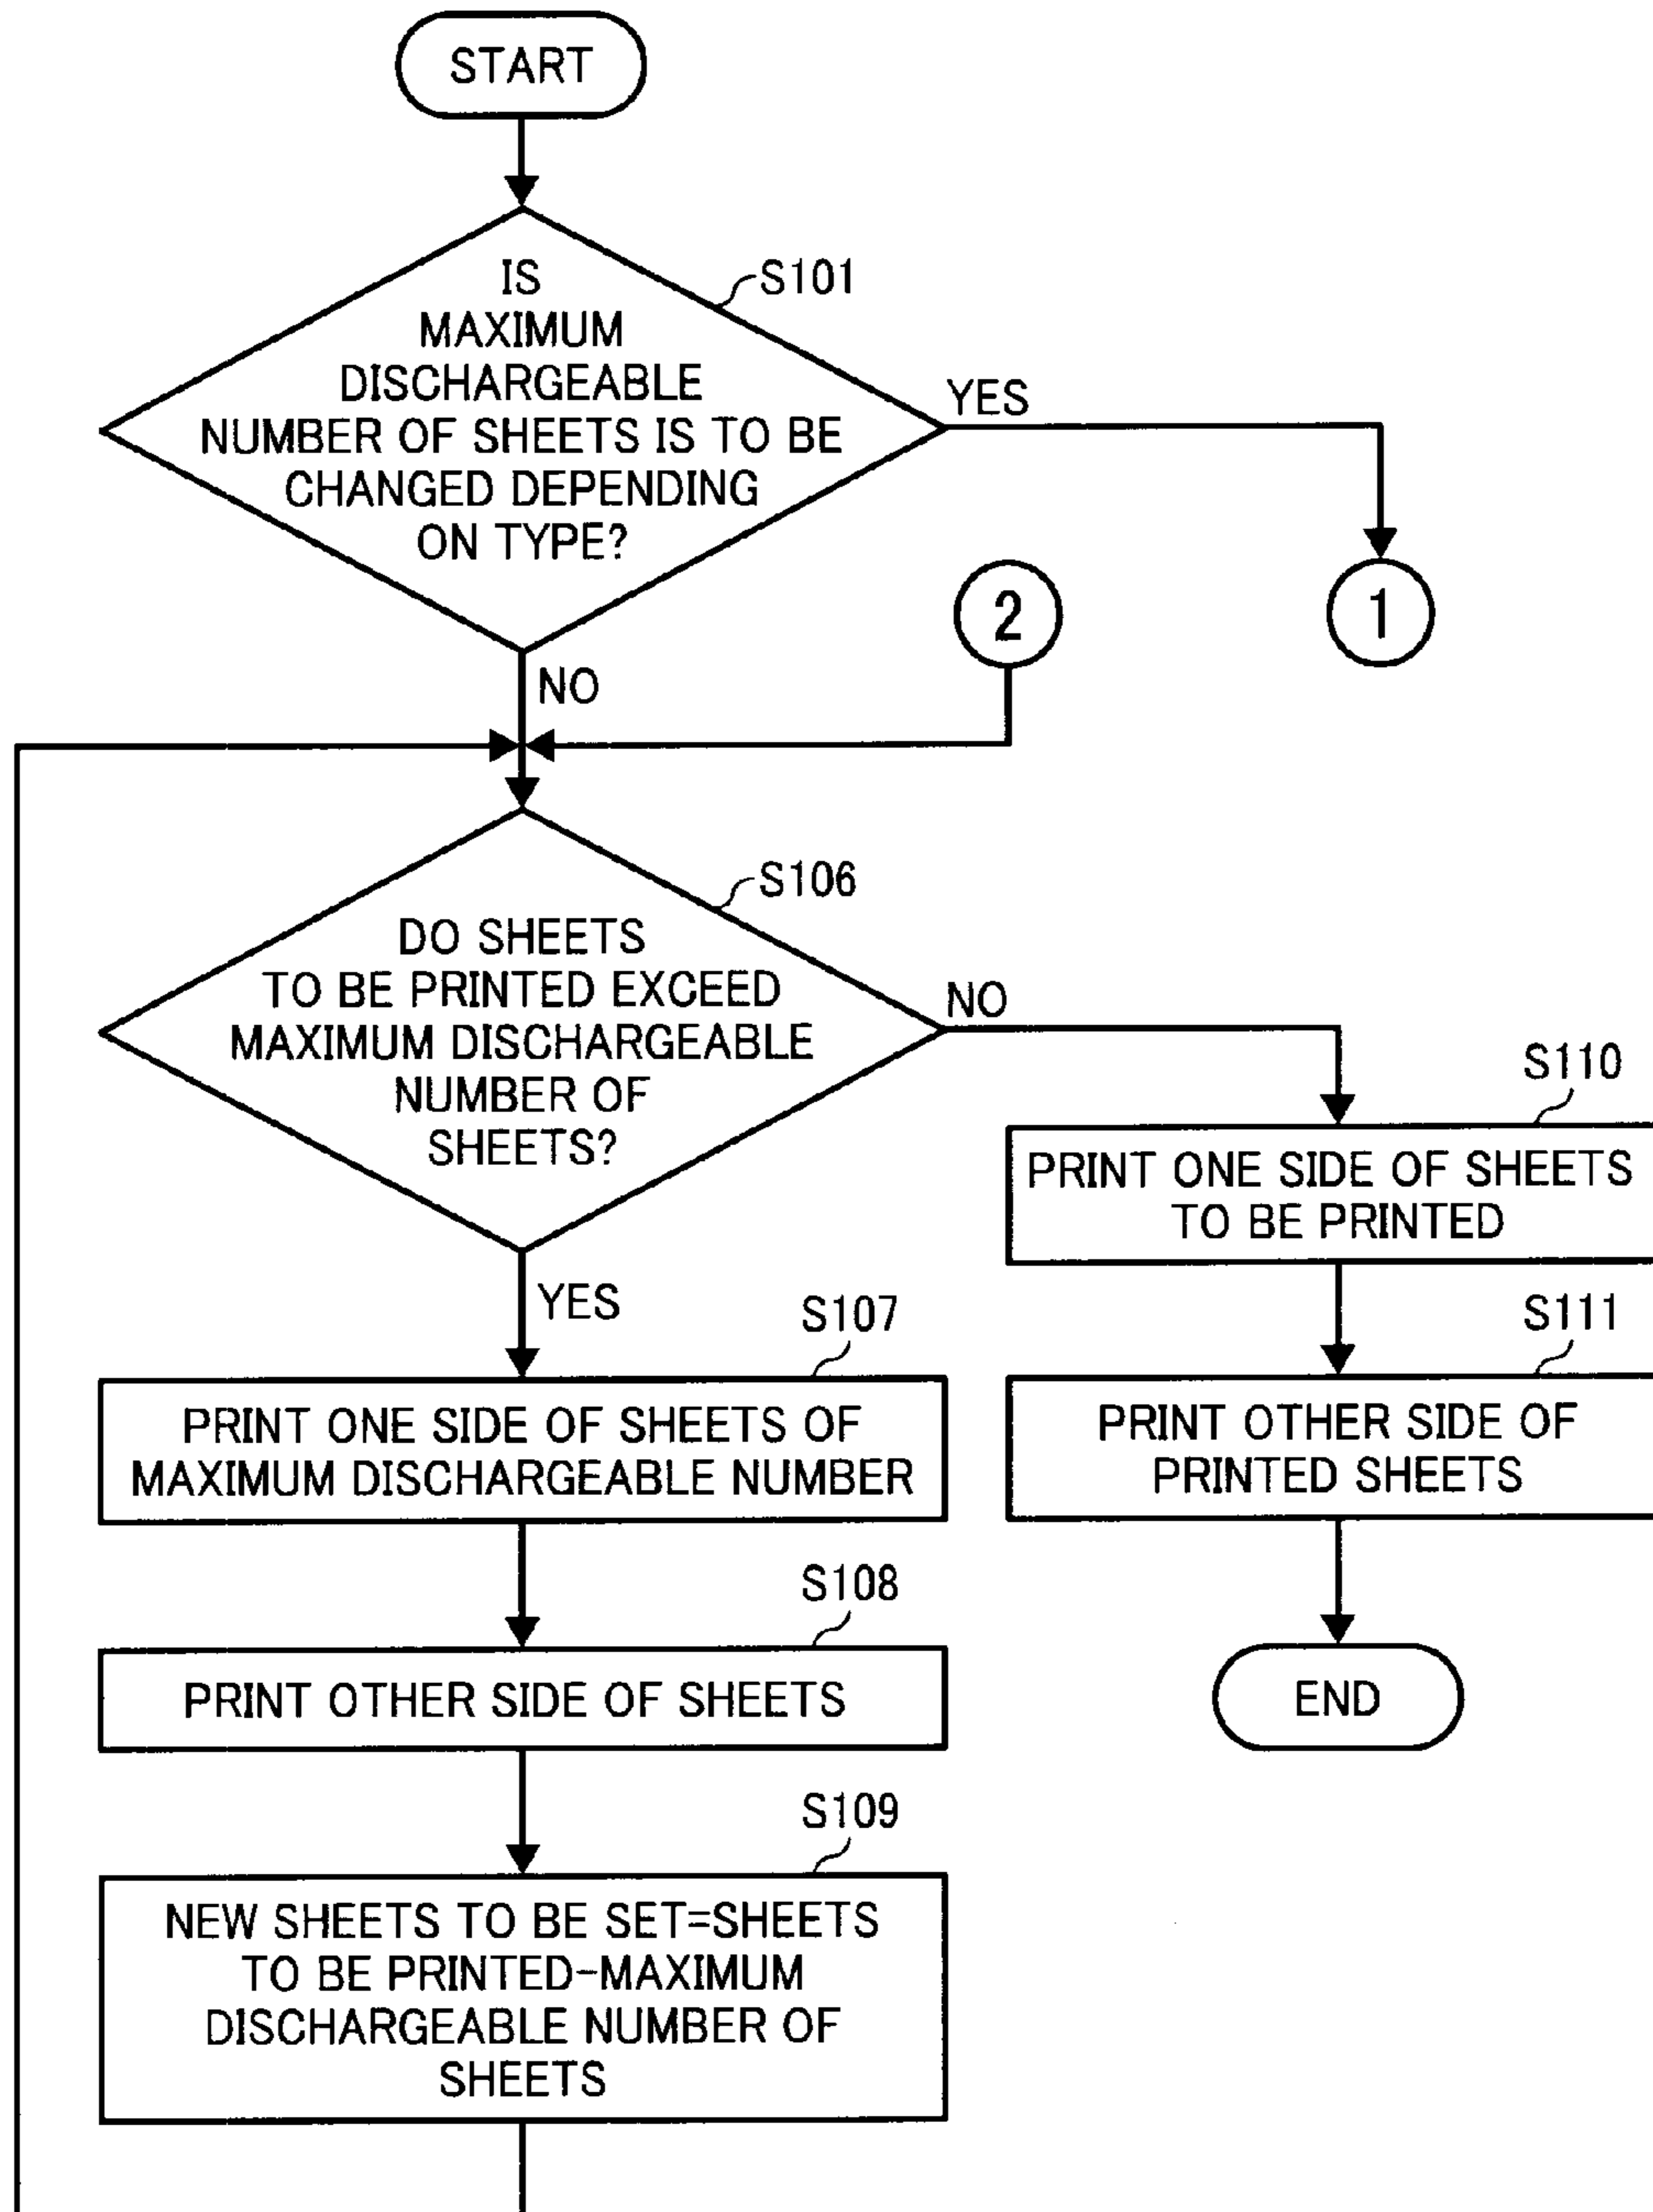 START
S101
IS
MAXIMUM
DISCHARGEABLE
NUMBER OF SHEETS IS TO BE
CHANGED DEPENDING
ON TYPE?
YES
1
2
NO
S106
DO SHEETS
TO BE PRINTED EXCEED
MAXIMUM DISCHARGEABLE
NUMBER OF
SHEETS?
NO
YES
S110
PRINT ONE SIDE OF SHEETS
TO BE PRINTED
S111
PRINT OTHER SIDE OF
PRINTED SHEETS
END
S107
PRINT ONE SIDE OF SHEETS OF
MAXIMUM DISCHARGEABLE NUMBER
S108
PRINT OTHER SIDE OF SHEETS
S109
NEW SHEETS TO BE SET=SHEETS
TO BE PRINTED-MAXIMUM
DISCHARGEABLE NUMBER OF
SHEETS